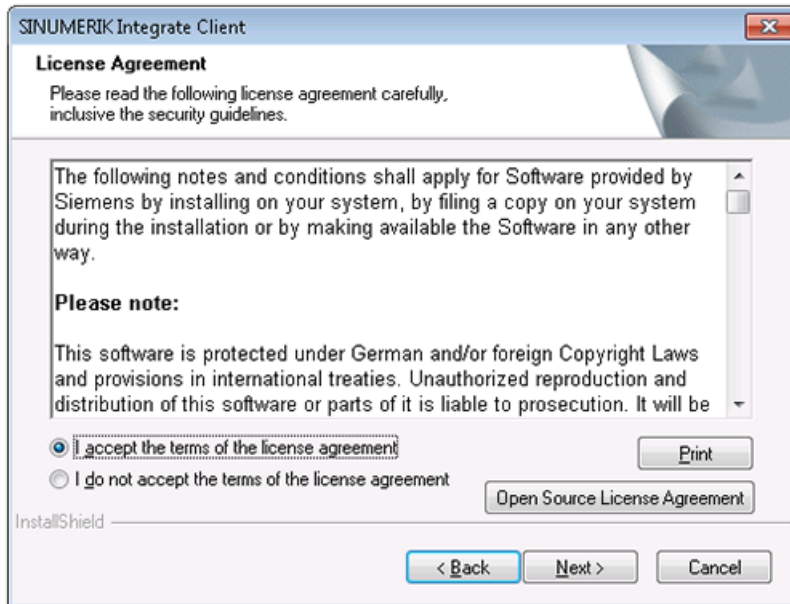 SINUMERIK Integrate Client
License Agreement
Please read the following license agreement carefully,
inclusive the security guidelines.
The following notes and conditions shall apply for Software provided by
Siemens by installing on your system, by filing a copy on your system
during the installation or by making available the Software in any other
way.
Please note:
This software is protected under German and/or foreign Copyright Laws
and provisions in international treaties. Unauthorized reproduction and
distribution of this software or parts of it is liable to prosecution. It will be
I accept the terms of the license agreement
Print
I do not accept the terms of the license agreement
Open Source License Agreement
InstallShield
< Back
Next >
Cancel